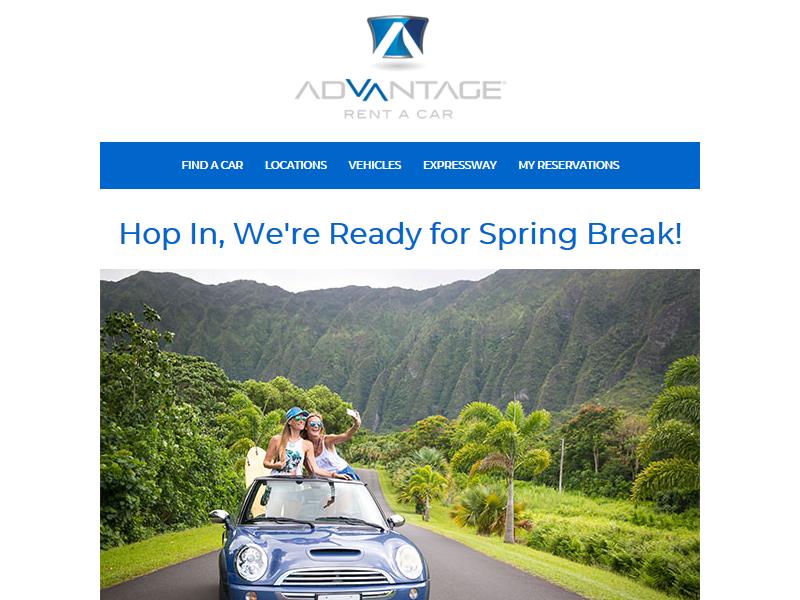 ADVANTAGE
RENT A CAR
FIND A CAR LOCATIONS VEHICLES EXPRESSWAY MY RESERVATIONS
Hop In, We're Ready for Spring Break!